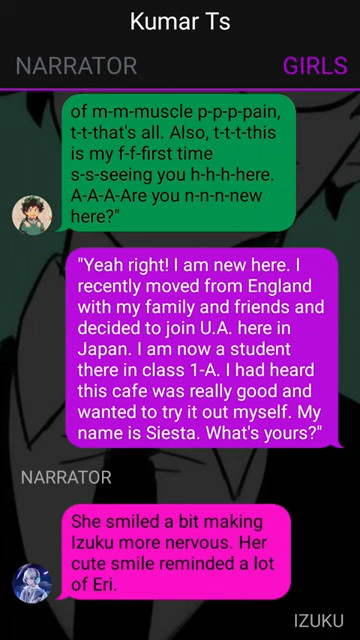 Kumar Ts
NARRATOR
GIRLS
of m-m-muscle p-p-p-pain,
t-t-that's all. Also, t-t-t-this
is my f-f-first time
s-s-seeing you h-h-h-here.
A-A-A-Are you n-n-n-new
here?"
"Yeah right! I am new here. I
recently moved from England
with my family and friends and
decided to join U.A. here in
Japan. I am now a student
there in class 1-A. I had heard
this cafe was really good and
wanted to try it out myself. My
name is Siesta. What's yours?"
NARRATOR
She smiled a bit making
Izuku more nervous. Her
cute smile reminded a lot
of Eri.
IZUKU